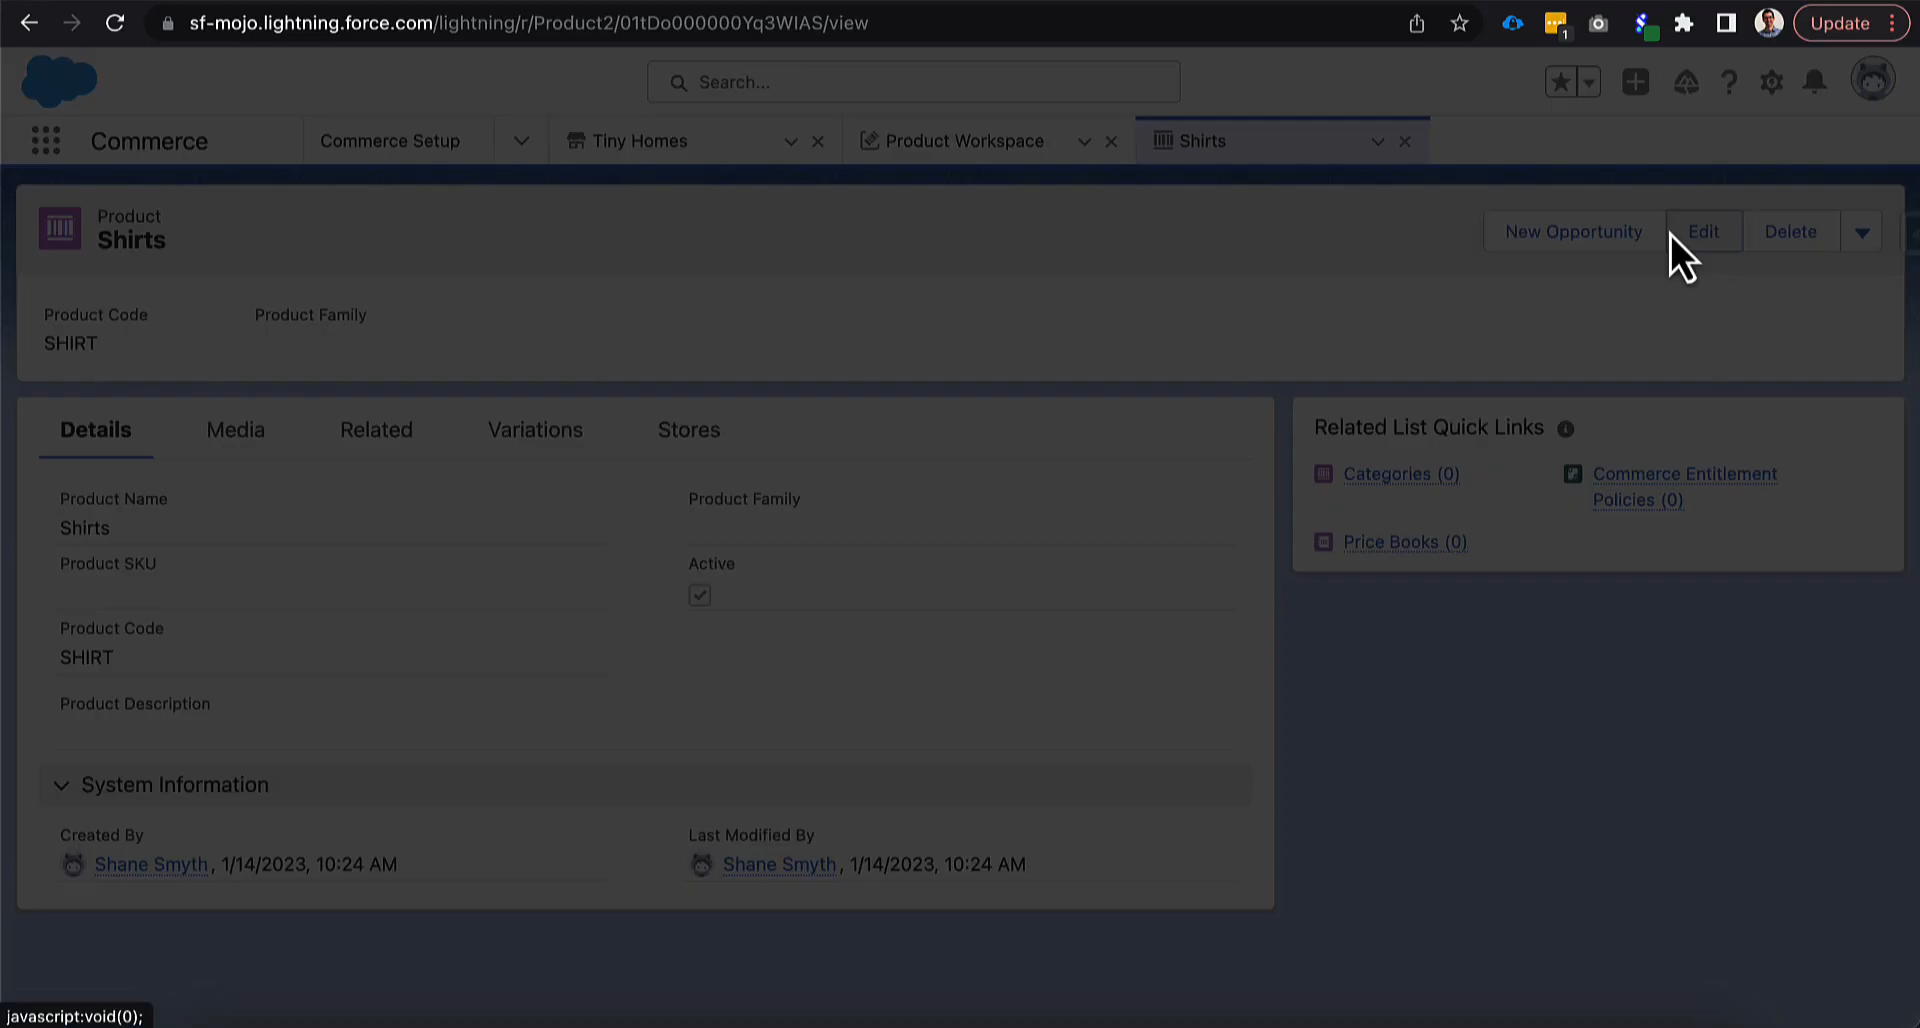 sf-mojo.lightning.force.com/lightning/r/Product2/01tDo000000Yq3WIAS/view
1
Update
Search...
Commerce
Commerce Setup
Tiny Homes
Product Workspace
Shirts
Product
Shirts
New Opportunity
Edit
Delete
Product Code
Product Family
SHIRT
Details
Media
Related
Variations
Stores
Related List Quick Links
Categories (0)
Commerce Entitlement
Policies (0)
Price Books (0)
Product Name
Shirts
Product Family
Product SKU
Active
Product Code
SHIRT
Product Description
System Information
Created By
Shane Smyth, 1/14/2023, 10:24 AM
Last Modified By
Shane Smyth, 1/14/2023, 10:24 AM
javascript:void(0);